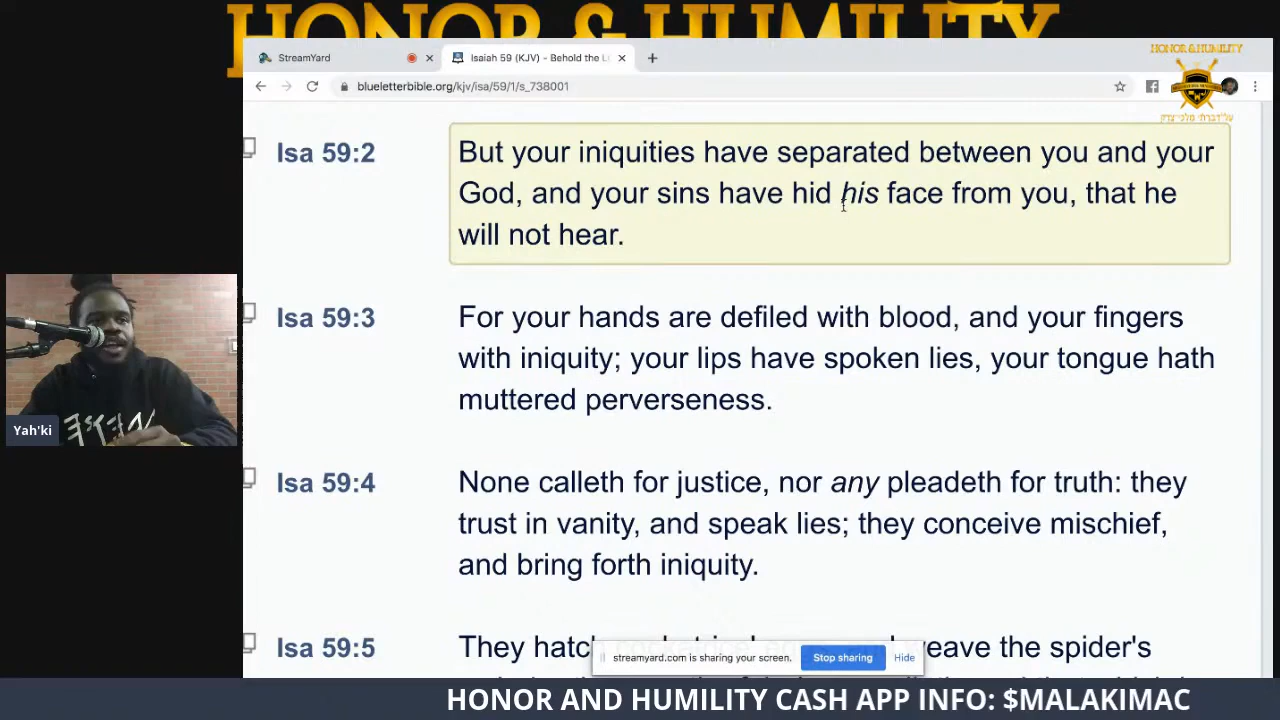 HONOR & HUMILITY
StreamYard
Isaiah 59 (KJV) - Behold the L
blueletterbible.org/kjv/isa/59/1/s_738001
HONOR & HUMILITY
Isa 59:2
But your iniquities have separated between you and your
God, and your sins have hid his face from you, that he
will not hear.
Isa 59:3
For your hands are defiled with blood, and your fingers
with iniquity; your lips have spoken lies, your tongue hath
muttered perverseness.
Isa 59:4
None calleth for justice, nor any pleadeth for truth: they
trust in vanity, and speak lies; they conceive mischief,
and bring forth iniquity.
Isa 59:5
They hatch weave the spider's
streamyard.com is sharing your screen.
Stop sharing
Hide
Yah'ki
HONOR AND HUMILITY CASH APP INFO: $MALAKIMAC